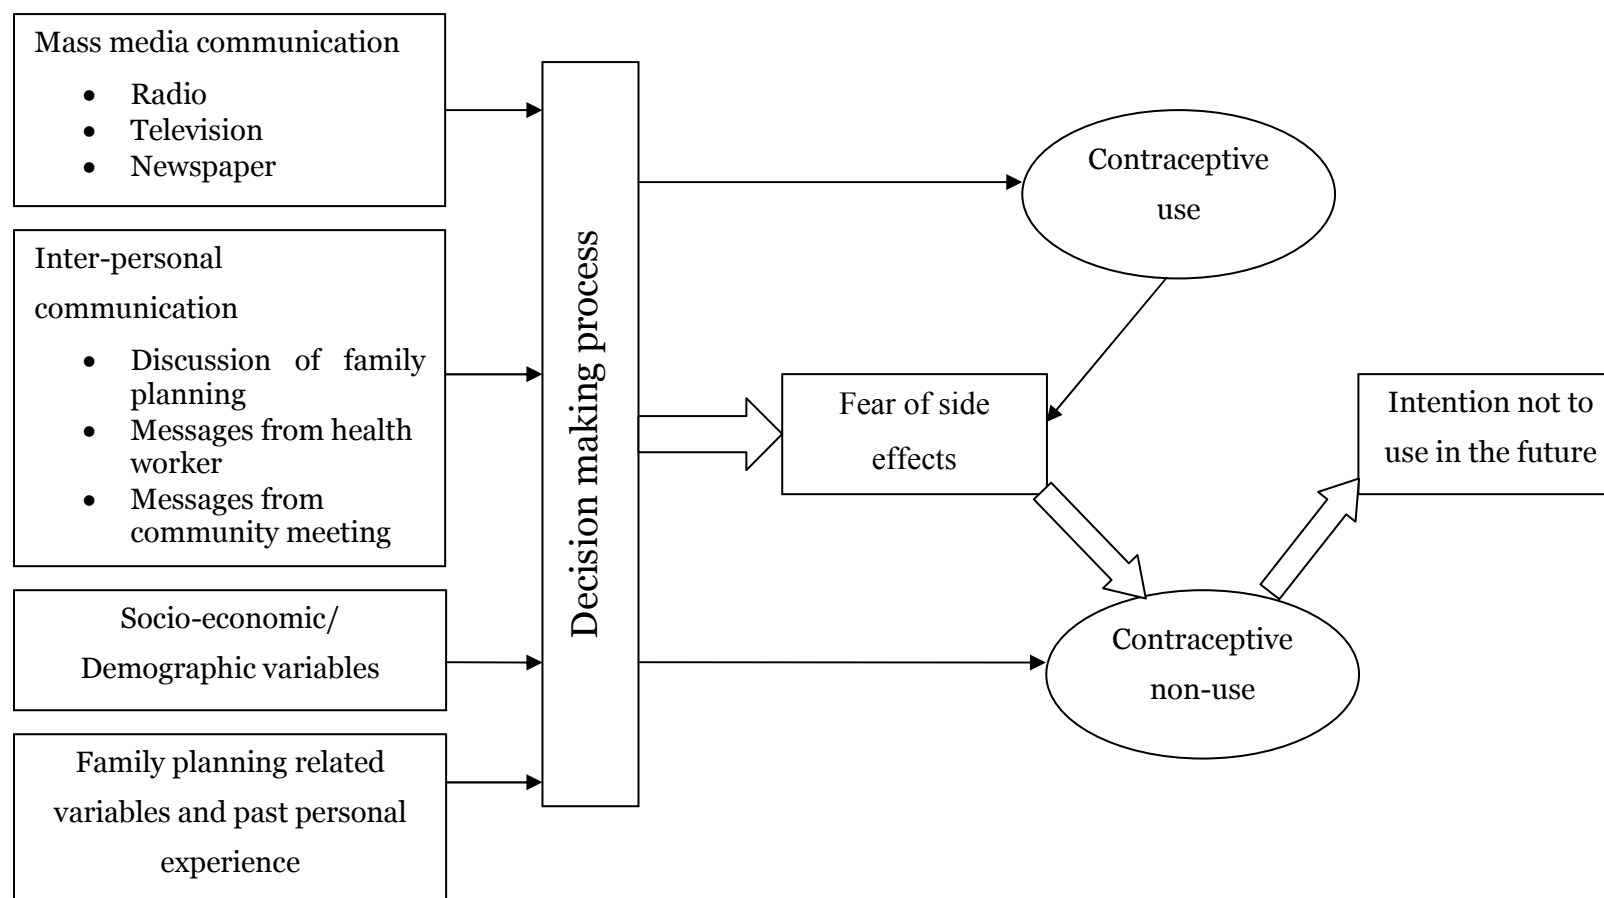 Mass media communication
• Radio
• Television
• Newspaper
Inter-personal
communication
• Discussion of family
planning
• Messages from health
worker
• Messages from
community meeting
Socio-economic/
Demographic variables
Family planning related
variables and past personal
experience
Decision making process
Contraceptive
use
Fear of side
effects
Contraceptive
non-use
Intention not to
use in the future